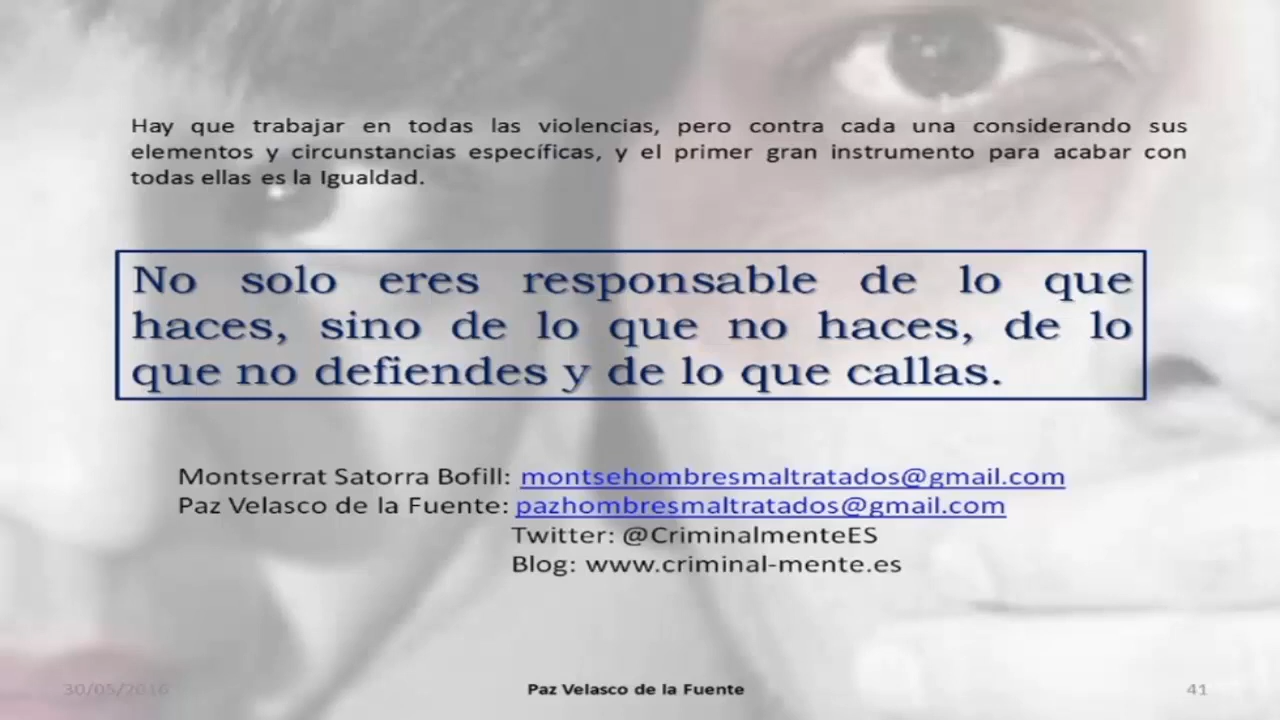 Hay que trabajar en todas las violencias, pero contra cada una considerando sus
elementos y circunstancias específicas, y el primer gran instrumento para acabar con
todas ellas es la Igualdad.
No solo eres responsable de lo que
haces, sino de lo que no haces, de lo
que no defiendes y de lo que callas.
Montserrat Satorra Bofill: montsehombresmaltratados@gmail.com
Paz Velasco de la Fuente: pazhombresmaltratados@gmail.com
Twitter: @CriminalmenteES
Blog: www.criminal-mente.es
30/05/2016
Paz Velasco de la Fuente
41